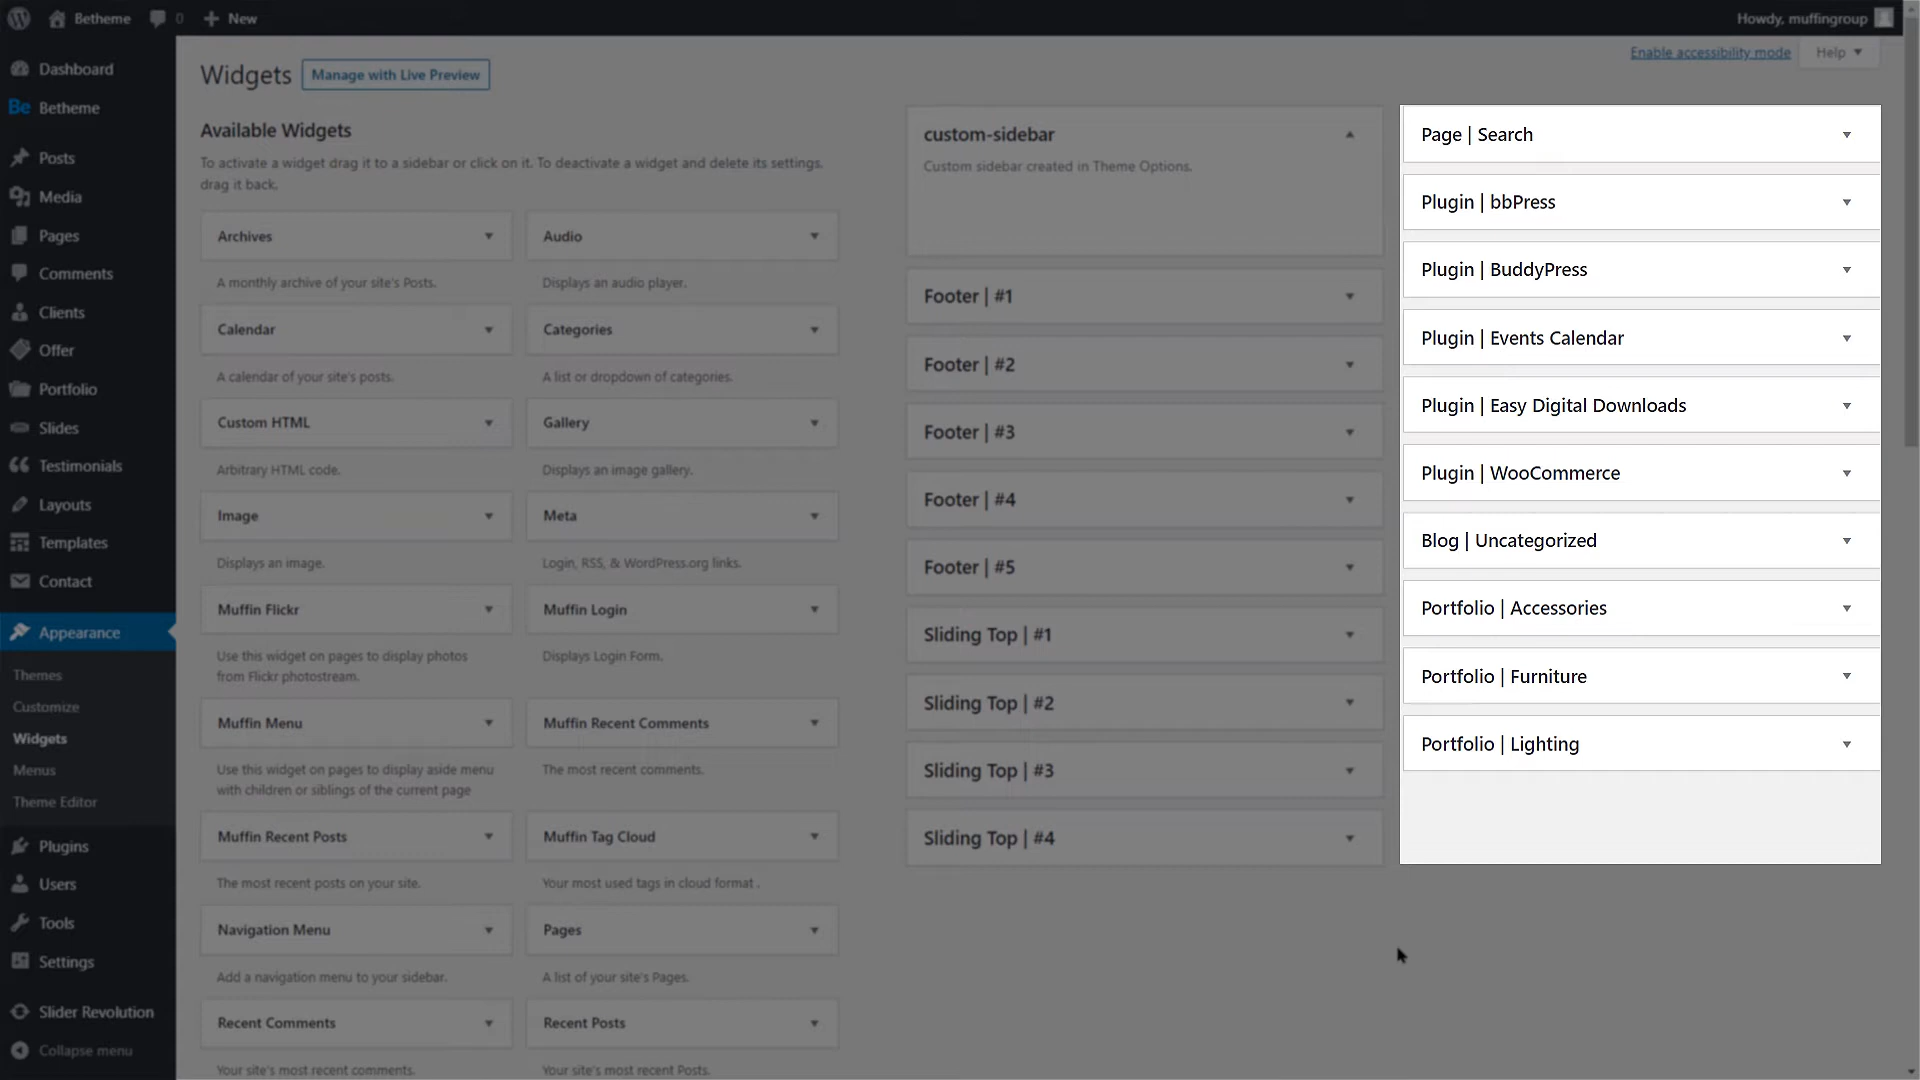 Betheme
0
New
Howdy, muffingroup
Dashboard
Be Betheme
Posts
Media
Pages
Comments
Clients
Offer
Portfolio
Slides
Testimonials
Layouts
Templates
Contact
Appearance
Themes
Customize
Widgets
Menus
Theme Editor
Plugins
Users
Tools
Settings
Slider Revolution
Collapse menu
Enable accessibility mode
Help
Widgets
Manage with Live Preview
Available Widgets
To activate a widget drag it to a sidebar or click on it. To deactivate a widget and delete its settings,
drag it back.
Archives
A monthly archive of your site's Posts.
Audio
Displays an audio player.
Calendar
A calendar of your site's posts.
Categories
A list or dropdown of categories.
Custom HTML
Arbitrary HTML code.
Gallery
Displays an image gallery.
Image
Displays an image.
Meta
Login, RSS, & WordPress.org links.
Muffin Flickr
Use this widget on pages to display photos
from Flickr photostream.
Muffin Login
Displays Login Form.
Muffin Menu
Use this widget on pages to display aside menu
with children or siblings of the current page
Muffin Recent Comments
The most recent comments.
Muffin Recent Posts
The most recent posts on your site.
Muffin Tag Cloud
Your most used tags in cloud format .
Navigation Menu
Add a navigation menu to your sidebar.
Pages
A list of your site's Pages.
Recent Comments
Your site's most recent comments.
Recent Posts
Your site's most recent Posts.
custom-sidebar
Custom sidebar created in Theme Options.
Footer | #1
Footer | #2
Footer | #3
Footer | #4
Footer | #5
Sliding Top | #1
Sliding Top | #2
Sliding Top | #3
Sliding Top | #4
Page | Search
Plugin | bbPress
Plugin | BuddyPress
Plugin | Events Calendar
Plugin | Easy Digital Downloads
Plugin | WooCommerce
Blog | Uncategorized
Portfolio | Accessories
Portfolio | Furniture
Portfolio | Lighting